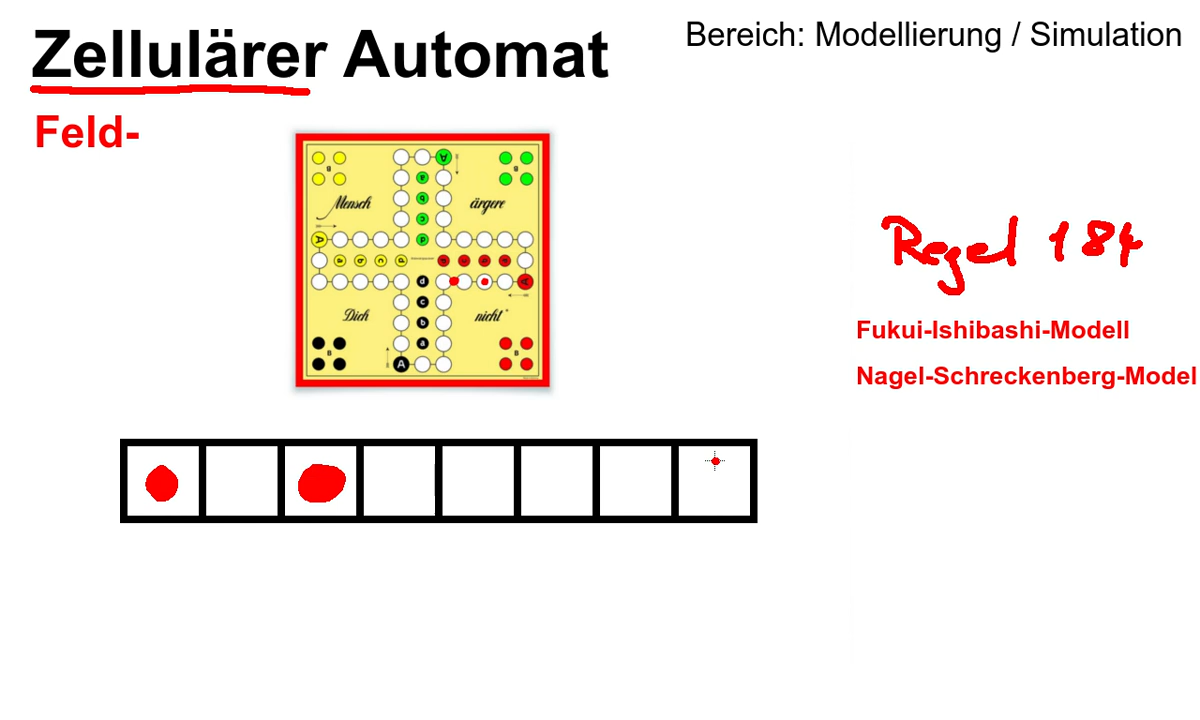 Zellulärer Automat
Bereich: Modellierung / Simulation
Feld-
Mensch
ärgere
Dich
nicht
Regel 184
Fukui-Ishibashi-Modell
Nagel-Schreckenberg-Model